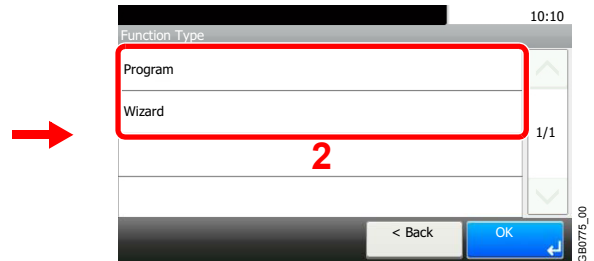 10:10
Function Type
Program
Wizard
1/1
2
< Back
OK
GB0775_00